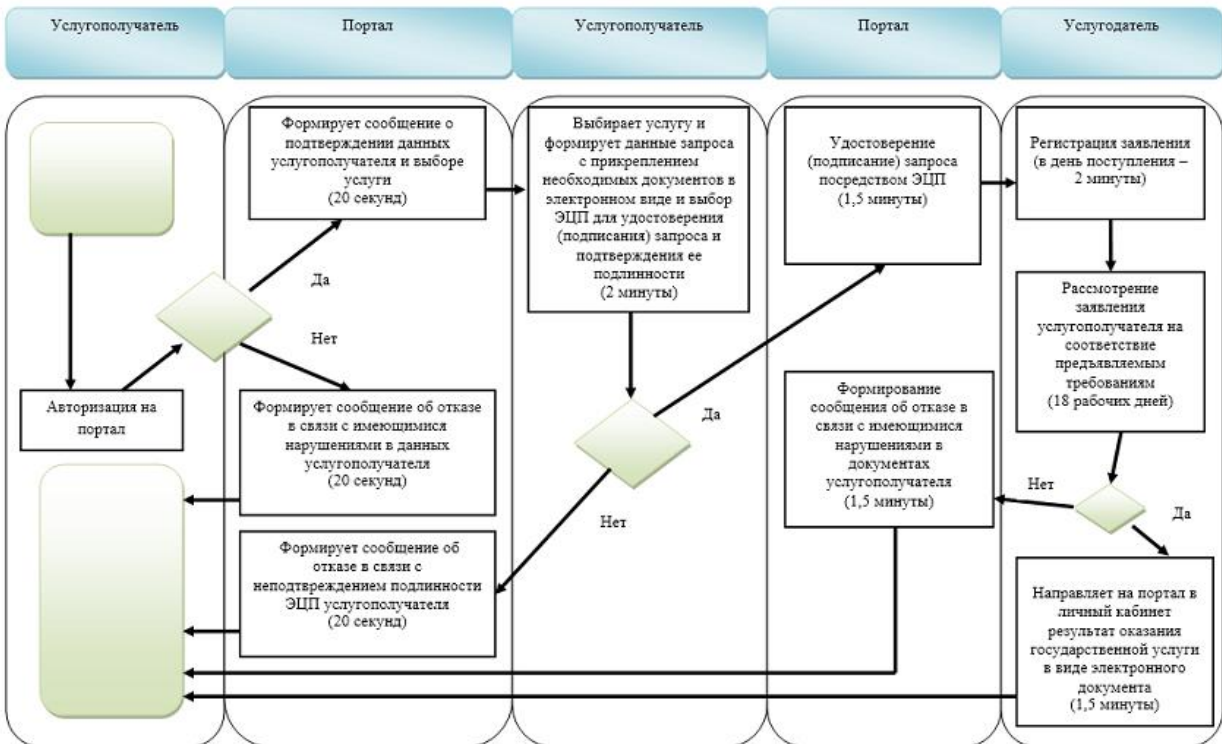 Услугополучатель
Портал
Услугополучатель
Портал
Услугодатель
Формирует сообщение о
подтверждении данных
услугополучателя и выборе
услуги
(20 секунд)
Выбирает услугу и
формирует данные запроса
с прикреплением
необходимых документов в
электронном виде и выбор
ЭЦП для удостоверения
(подписания) запроса и
подтверждения ее
подлинности
(2 минуты)
Удостоверение
(подписание) запроса
посредством ЭЦП
(1,5 минуты)
Регистрация заявления
(в день поступления –
2 минуты)
Да
Нет
Рассмотрение
заявления
услугополучателя на
соответствие
предъявляемым
требованиям
(18 рабочих дней)
Авторизация на
портал
Формирует сообщение об отказе
в связи с имеющимися
нарушениями в данных
услугополучателя
(20 секунд)
Да
Нет
Формирование
сообщения об отказе в
связи с имеющимися
нарушениями в
документах
услугополучателя
(1,5 минуты)
Нет
Да
Формирует сообщение об
отказе в связи с
неподтвреждением подлинности
ЭЦП услугополучателя
(20 секунд)
Направляет на портал в
личный кабинет
результат оказания
государственной услуги
в виде электронного
документа
(1,5 минуты)